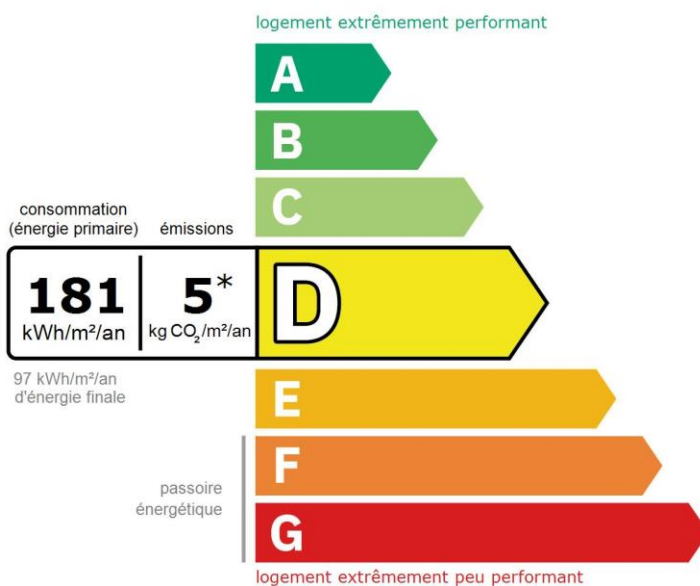 logement extrêmement performant
A
B
C
consommation
(énergie primaire)
émissions
181
kWh/m²/an
5*
kg CO₂/m²/an
D
97 kWh/m²/an
d'énergie finale
E
F
passoire
énergétique
G
logement extrêmement peu performant